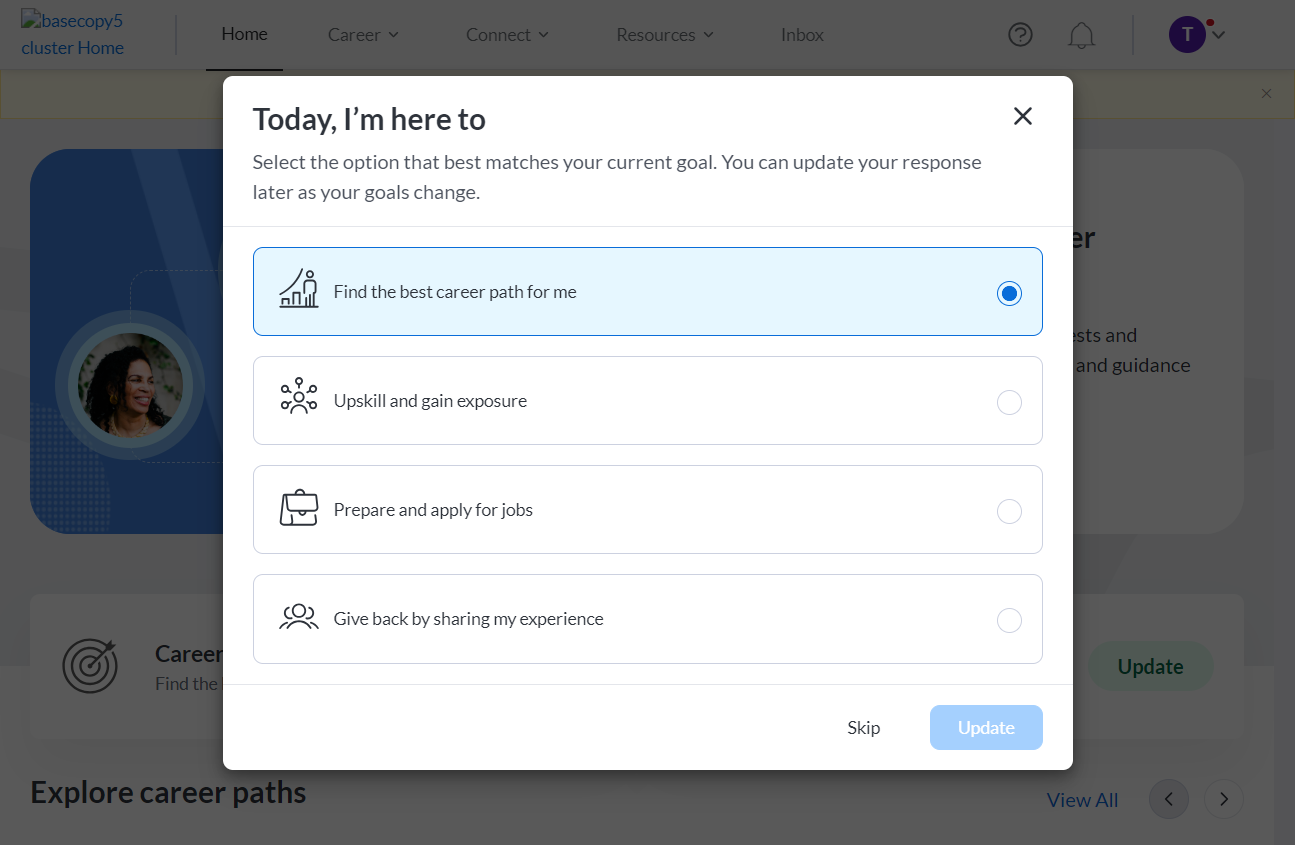 basecopy5
cluster Home
Home
Career
Connect
Resources
Inbox
T
Today, I’m here to
Select the option that best matches your current goal. You can update your response
later as your goals change.
er
Find the best career path for me
ests and
and guidance
Upskill and gain exposure
Prepare and apply for jobs
Give back by sharing my experience
Career
Find the
Update
Skip
Update
Explore career paths
View All